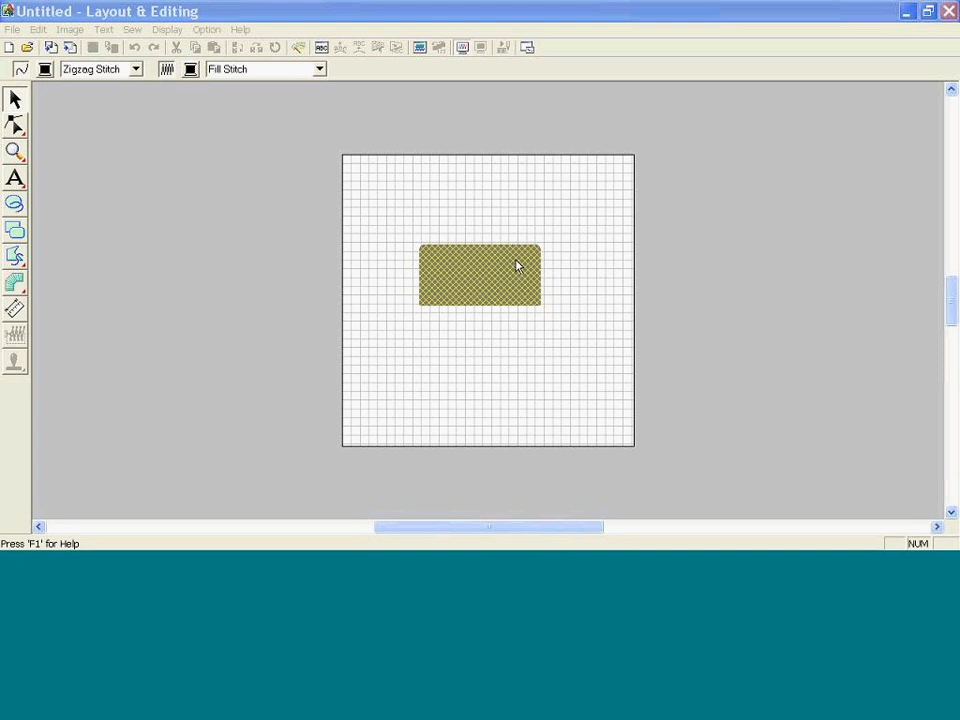 Untitled - Layout & Editing
File Edit Image Text Sew Display Option Help
ABC
Zigzag Stitch Fill Stitch
A
Press 'F1' for Help NUM